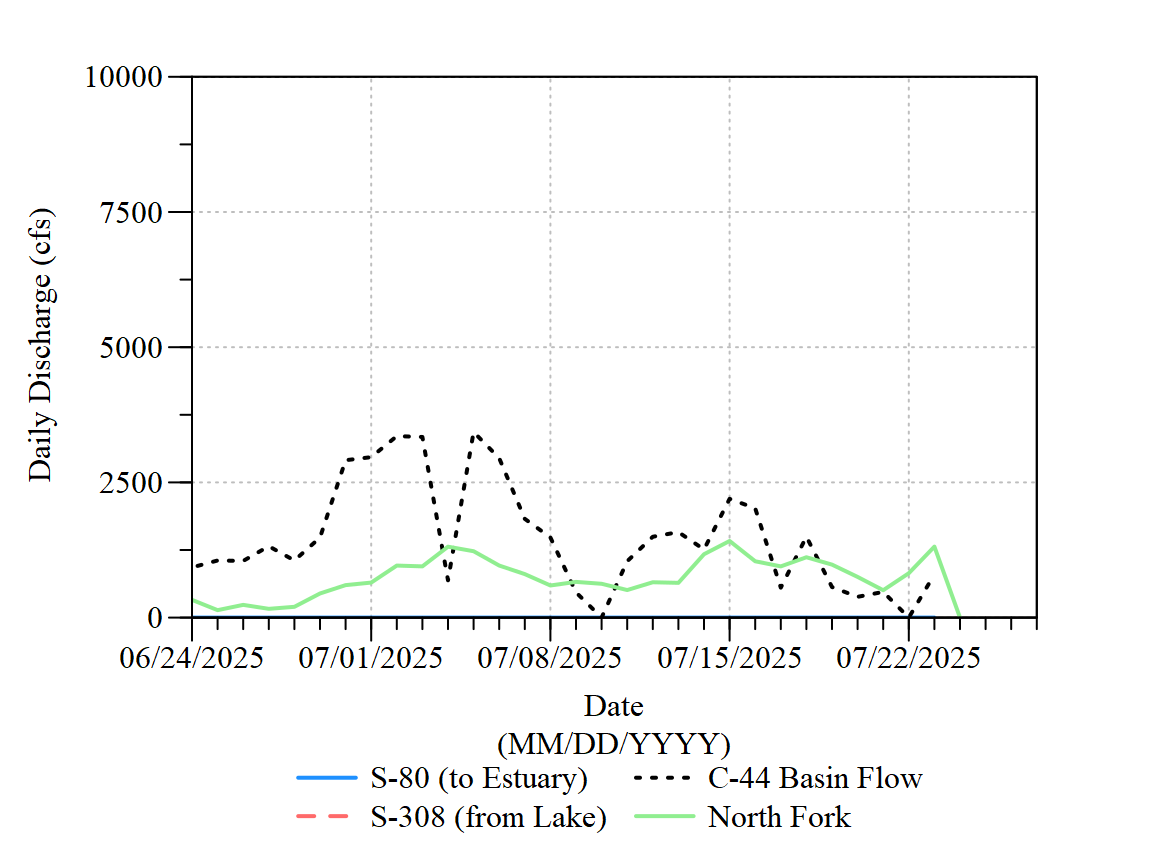 10000
7500
5000
2500
0
Daily Discharge (cfs)
06/24/2025 07/01/2025 07/08/2025 07/15/2025 07/22/2025
Date
(MM/DD/YYYY)
S-80 (to Estuary) C-44 Basin Flow
S-308 (from Lake) North Fork